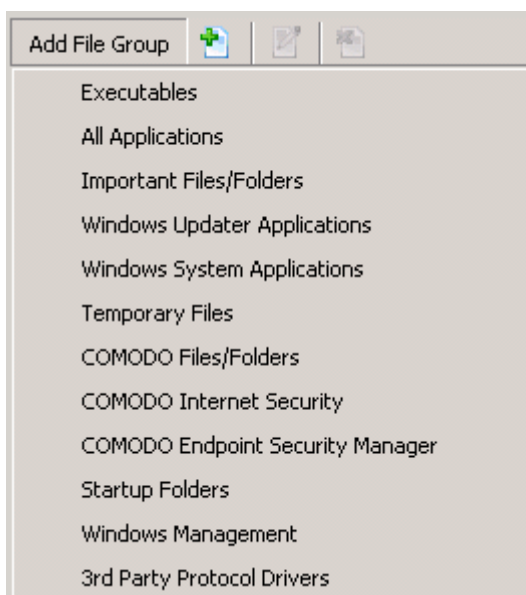 Add File Group
Executables
All Applications
Important Files/Folders
Windows Updater Applications
Windows System Applications
Temporary Files
COMODO Files/Folders
COMODO Internet Security
COMODO Endpoint Security Manager
Startup Folders
Windows Management
3rd Party Protocol Drivers